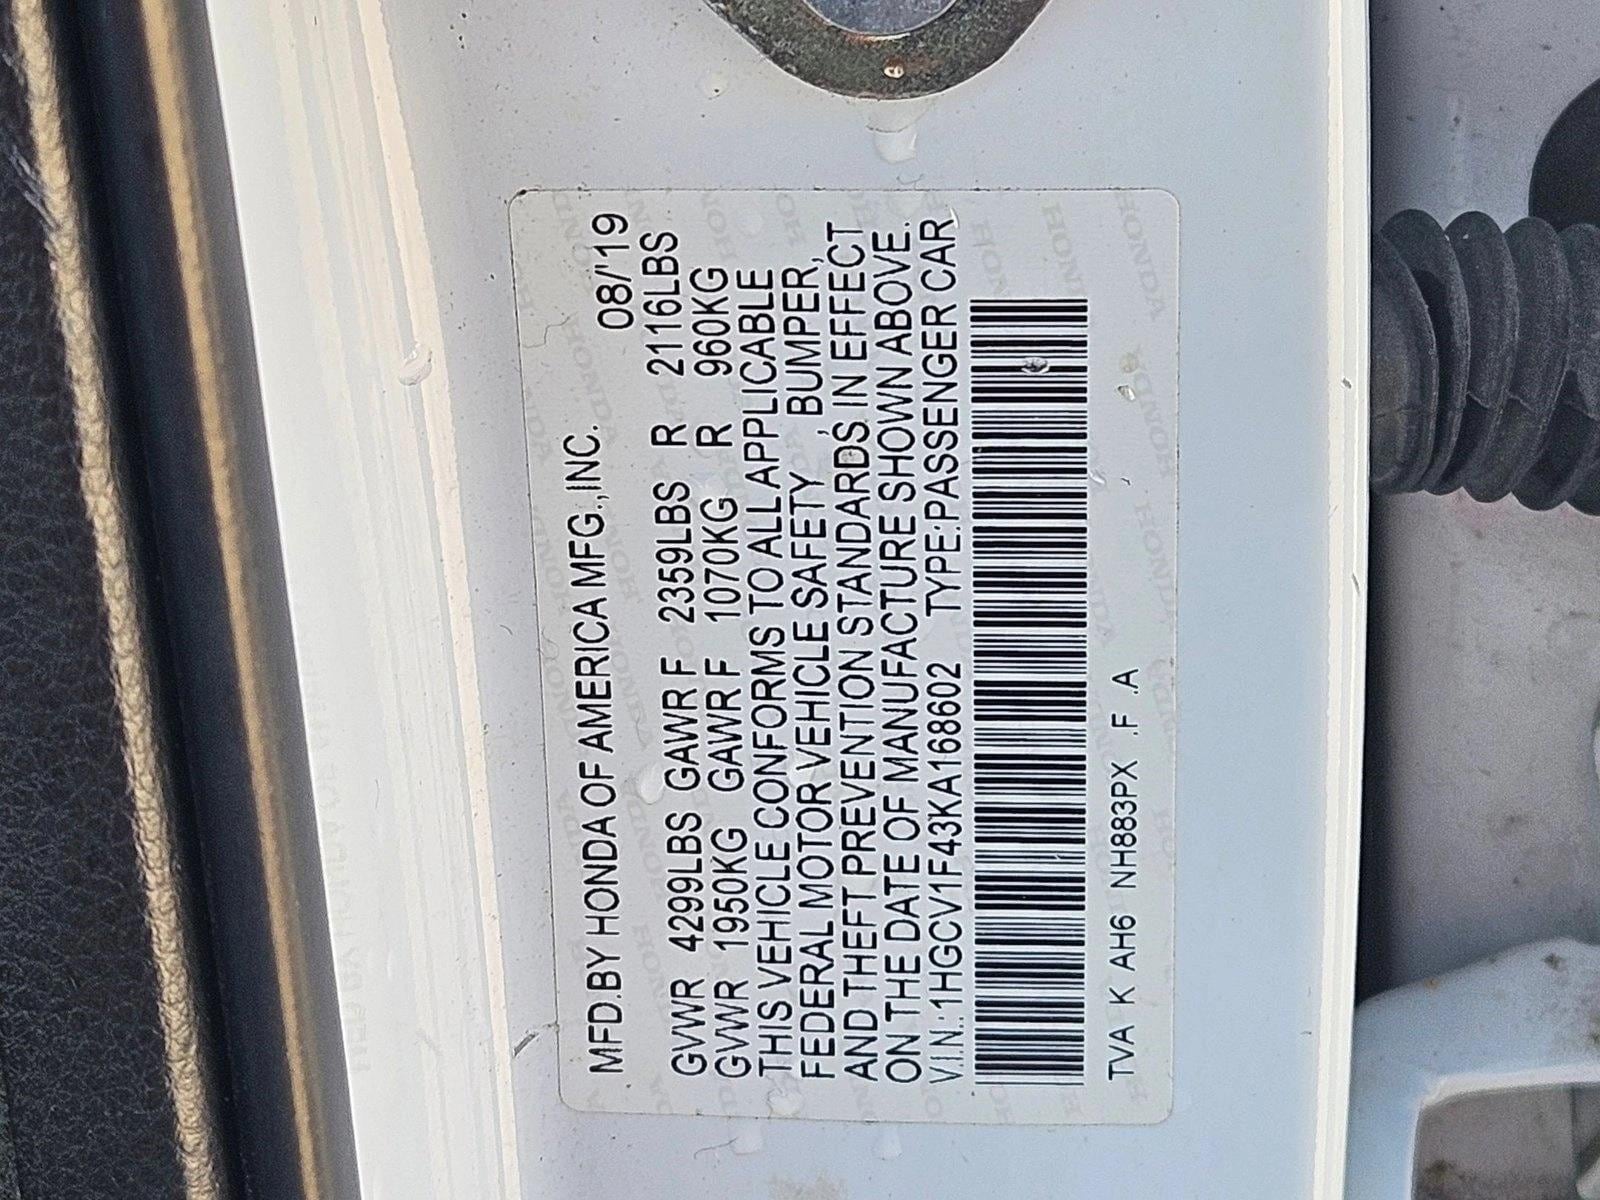 MFD.BY HONDA OF AMERICA MFG.,INC. 08/'19
GVWR 4299LBS GAWR F 2359LBS R 2116LBS
GVWR 1950KG GAWR F 1070KG R 960KG
THIS VEHICLE CONFORMS TO ALL APPLICABLE
FEDERAL MOTOR VEHICLE SAFETY , BUMPER,
AND THEFT PREVENTION STANDARDS IN EFFECT
ON THE DATE OF MANUFACTURE SHOWN ABOVE.
V.I.N.:1HGCV1F43KA168602 TYPE:PASSENGER CAR
TVA K AH6 NH883PX .F .A